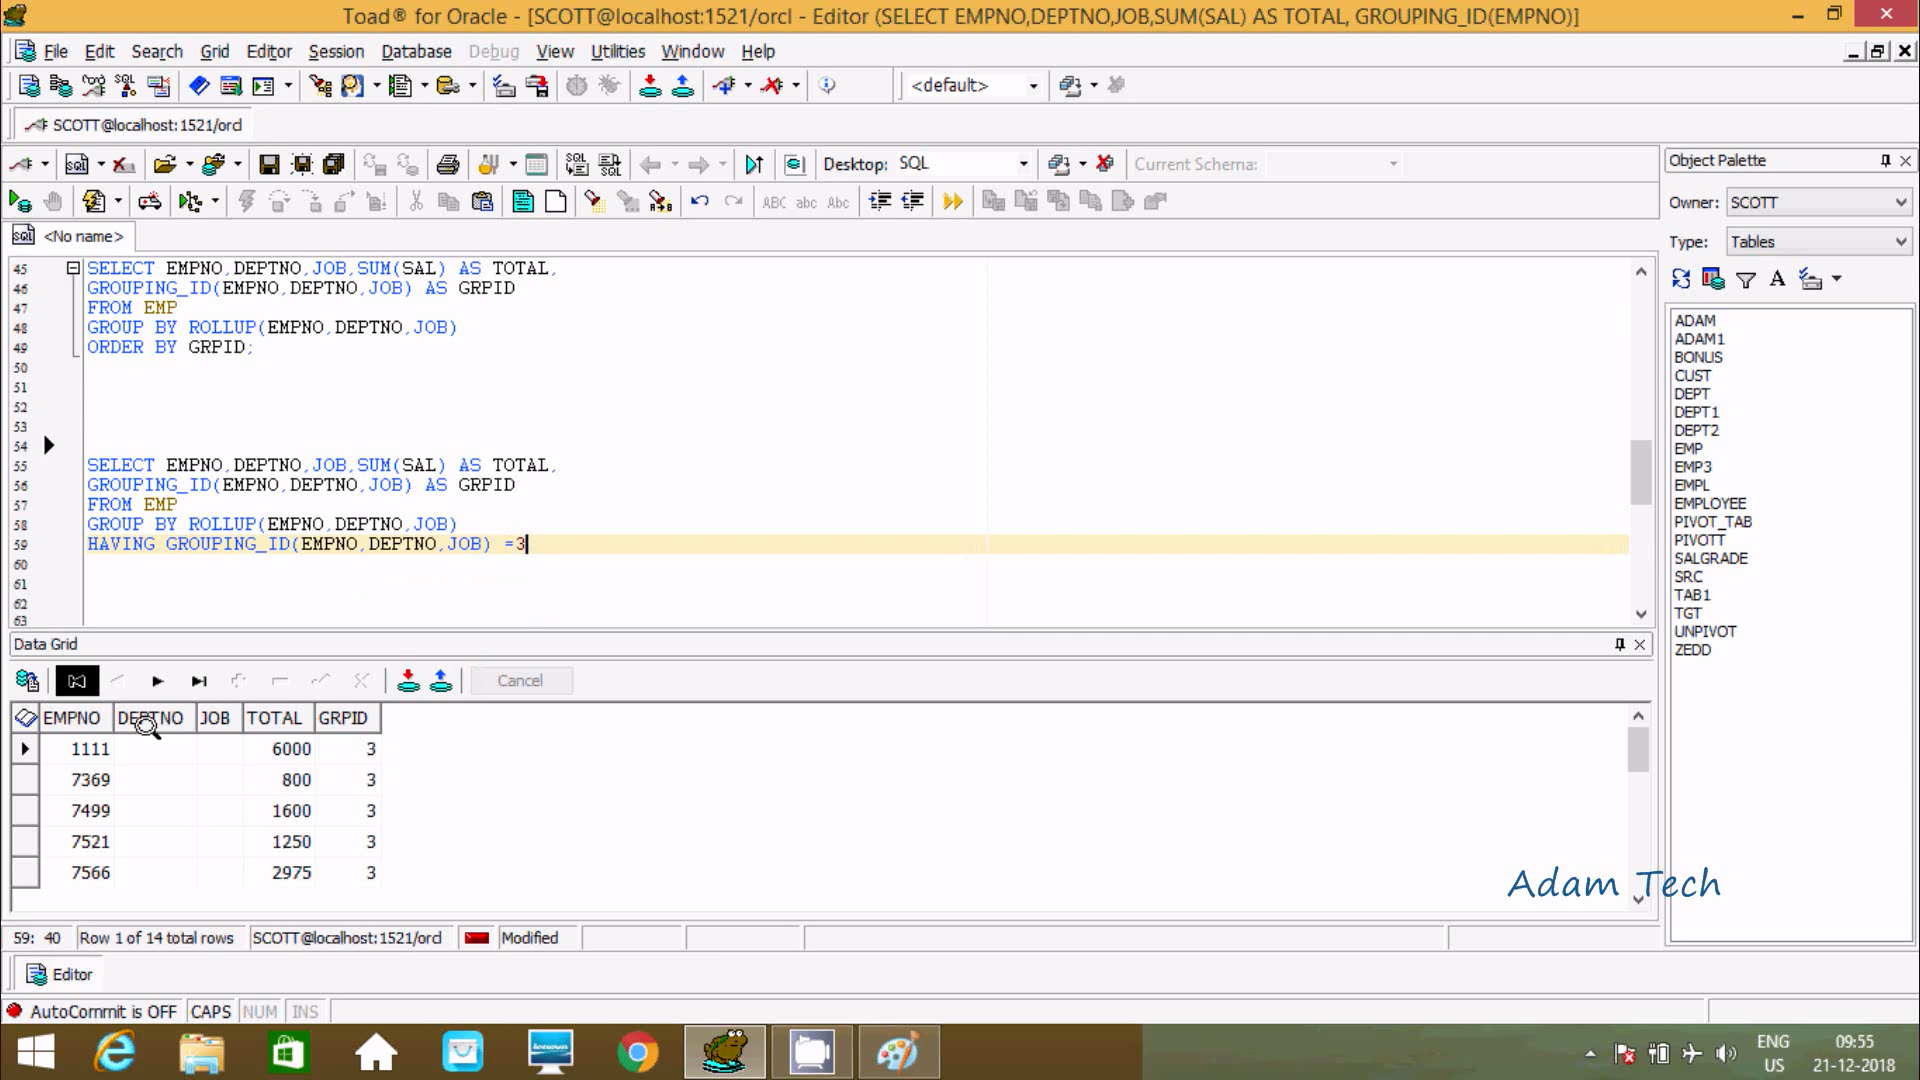 Toad® for Oracle - [SCOTT@localhost:1521/orcl - Editor (SELECT EMPNO,DEPTNO,JOB,SUM(SAL) AS TOTAL, GROUPING_ID(EMPNO)]
File Edit Search Grid Editor Session Database Debug View Utilities Window Help
<default>
SCOTT@localhost:1521/orcl
Desktop: SQL Current Schema:
<No name>
45 SELECT EMPNO,DEPTNO,JOB,SUM(SAL) AS TOTAL,
46 GROUPING_ID(EMPNO,DEPTNO,JOB) AS GRPID
47 FROM EMP
48 GROUP BY ROLLUP(EMPNO,DEPTNO,JOB)
49 ORDER BY GRPID;
50
51
52
53
54
55 SELECT EMPNO,DEPTNO,JOB,SUM(SAL) AS TOTAL,
56 GROUPING_ID(EMPNO,DEPTNO,JOB) AS GRPID
57 FROM EMP
58 GROUP BY ROLLUP(EMPNO,DEPTNO,JOB)
59 HAVING GROUPING_ID(EMPNO,DEPTNO,JOB) =3
60
61
62
63
Data Grid
Cancel
EMPNO DEPTNO JOB TOTAL GRPID
1111 6000 3
7369 800 3
7499 1600 3
7521 1250 3
7566 2975 3
59: 40 Row 1 of 14 total rows SCOTT@localhost:1521/orcl Modified
Editor
AutoCommit is OFF CAPS NUM INS
Object Palette
Owner: SCOTT
Type: Tables
ADAM
ADAM1
BONUS
CUST
DEPT
DEPT1
DEPT2
EMP
EMP3
EMPL
EMPLOYEE
PIVOT_TAB
PIVOTT
SALGRADE
SRC
TAB1
TGT
UNPIVOT
ZEDD
Adam Tech
ENG
US
09:55
21-12-2018